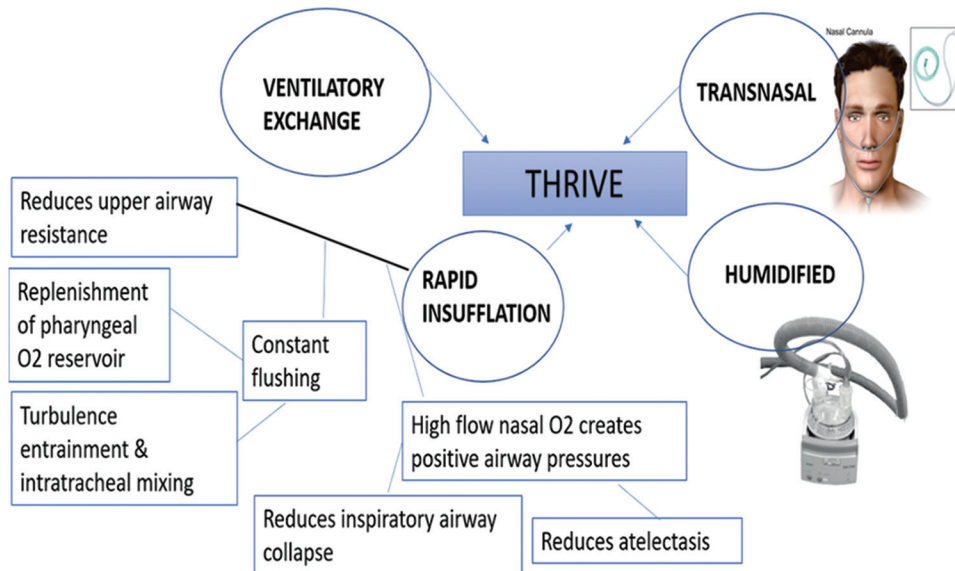 Nasal Cannula
VENTILATORY
EXCHANGE
TRANSNASAL
THRIVE
Reduces upper airway
resistance
RAPID
INSUFFLATION
HUMIDIFIED
Replenishment
of pharyngeal
O2 reservoir
Constant
flushing
Turbulence
entrainment &
intratracheal mixing
High flow nasal O2 creates
positive airway pressures
Reduces inspiratory airway
collapse
Reduces atelectasis